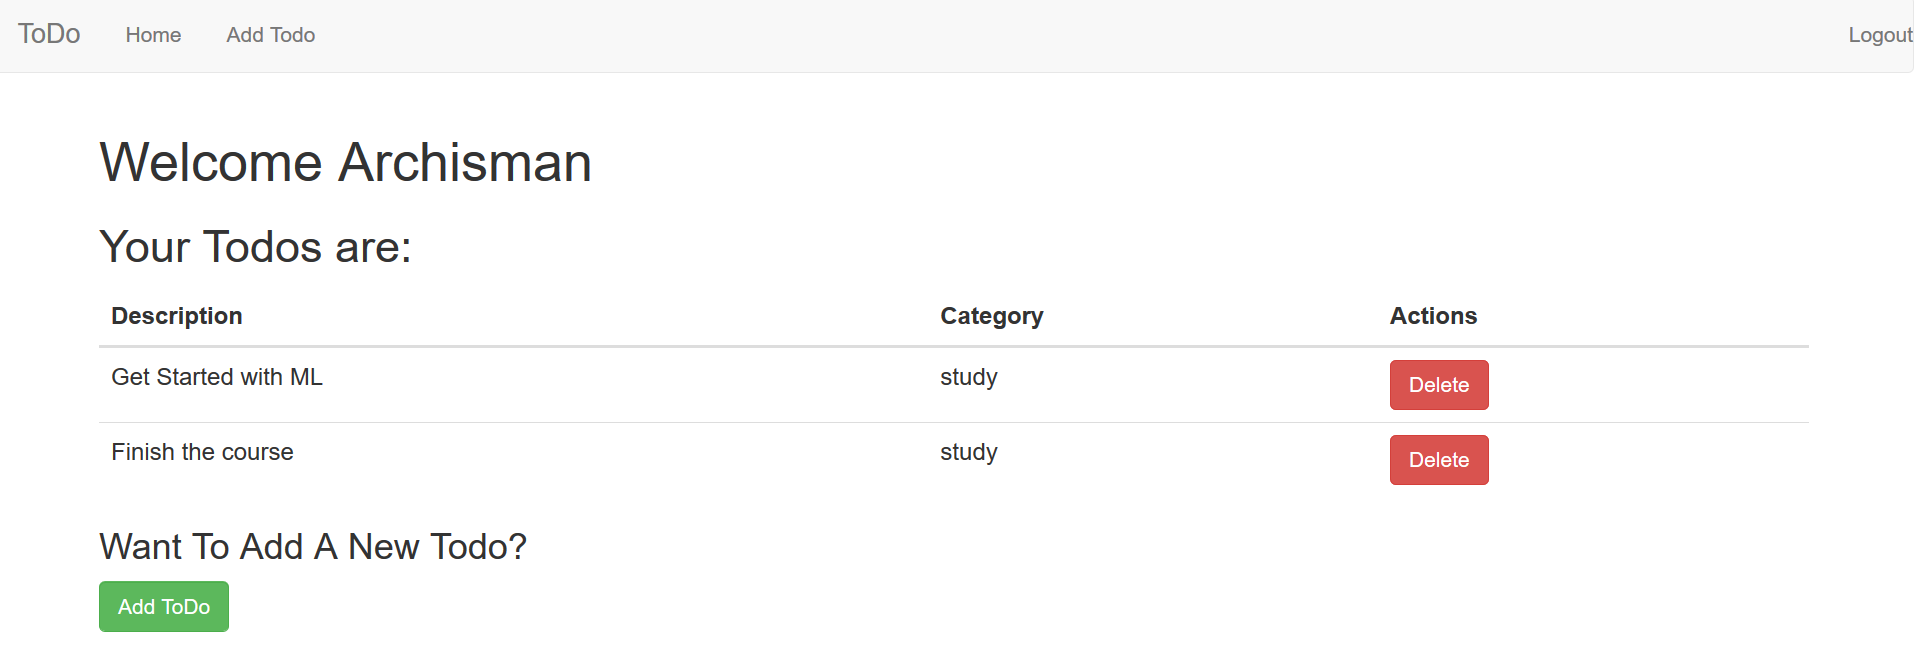 ToDo Home Add Todo Logout
Welcome Archisman
Your Todos are:
Description Category Actions
Get Started with ML study Delete
Finish the course study Delete
Want To Add A New Todo?
Add ToDo